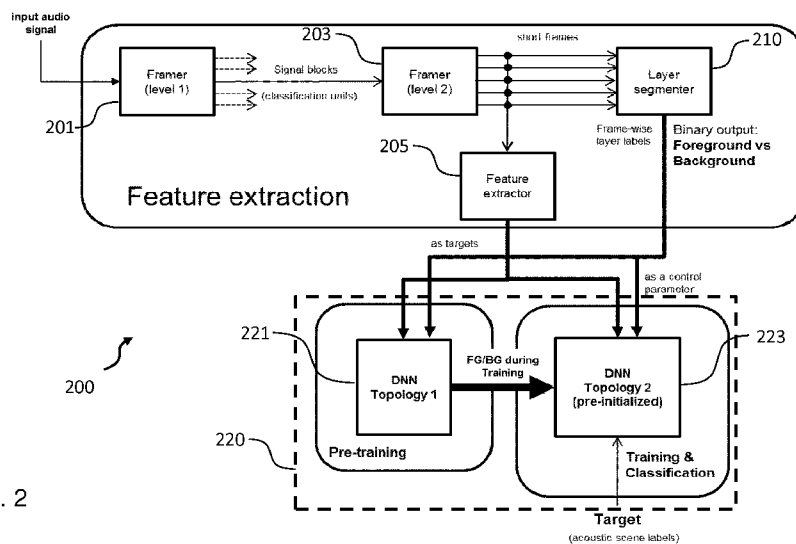 input audio
signal
Framer
(level 1)
201
Signal blocks
(classification units)
203
Framer
(level 2)
short frames
Layer
segmenter
210
Frame-wise
layer labels
Binary output:
Foreground vs
Background
205
Feature
extractor
Feature extraction
as targets
as a control
parameter
221
DNN
Topology 1
FG/BG during
Training
DNN
Topology 2
(pre-initialized)
223
200
220
Pre-training
Training &
Classification
. 2
Target
(acoustic scene labels)